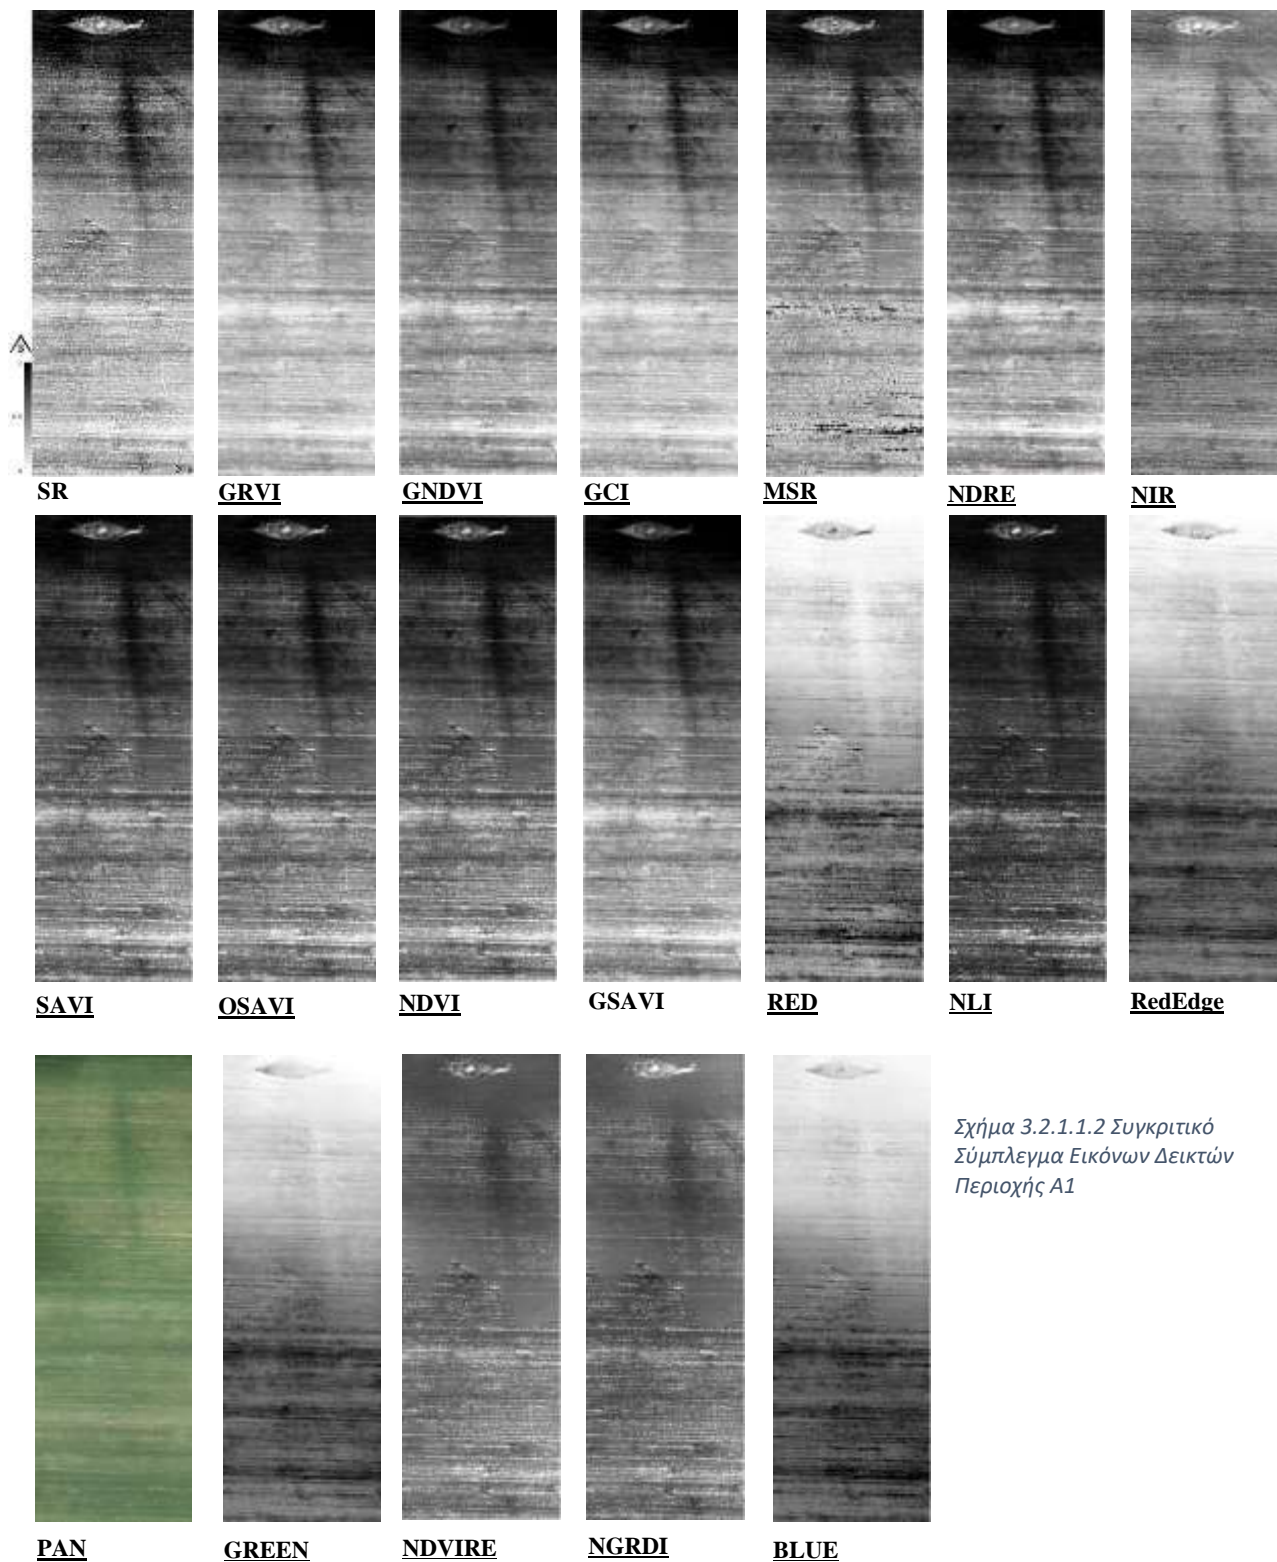 SR GRVI GNDVI GCI MSR NDRE NIR
SAVI OSAVI NDVI GSAVI RED NLI RedEdge
Σχήμα 3.2.1.1.2 Συγκριτικό
Σύμπλεγμα Εικόνων Δεικτών
Περιοχής Α1
PAN GREEN NDVIRE NGRDI BLUE